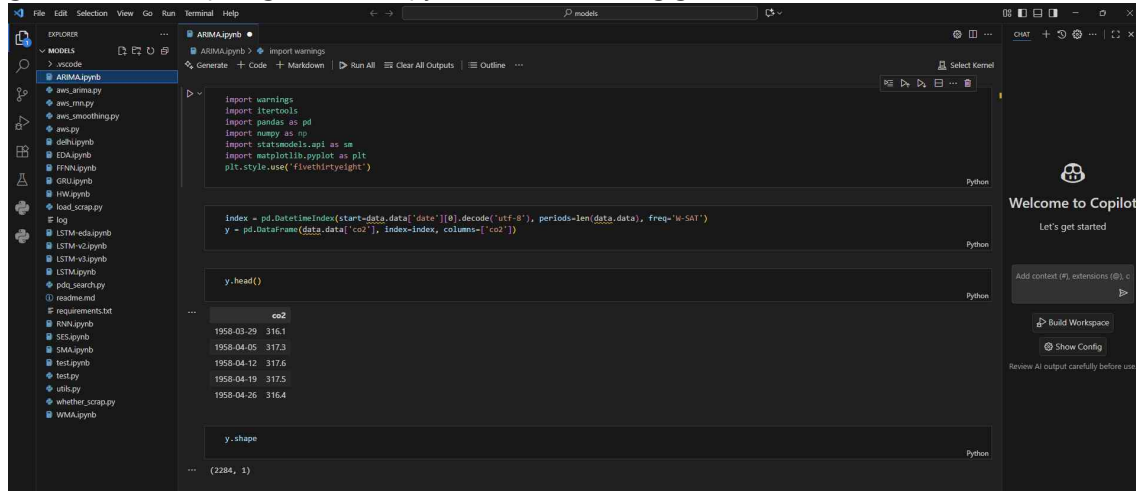 File Edit Selection View Go Run Terminal Help
models
EXPLORER
MODELS
.vscode
ARIMA.ipynb
aws_arima.py
aws_rnn.py
aws_smoothing.py
aws.py
delhi.ipynb
EDA.ipynb
FFNN.ipynb
GRU.ipynb
HW.ipynb
load_scrap.py
log
LSTM-eda.ipynb
LSTM-v2.ipynb
LSTM-v3.ipynb
LSTM.ipynb
pdq_search.py
readme.md
requirements.txt
RNN.ipynb
SES.ipynb
SMA.ipynb
test.ipynb
test.py
utils.py
whether_scrap.py
WMA.ipynb
ARIMA.ipynb
ARIMA.ipynb > import warnings
Generate + Code + Markdown | Run All Clear All Outputs | Outline ...
Select Kernel
import warnings
import itertools
import pandas as pd
import numpy as np
import statsmodels.api as sm
import matplotlib.pyplot as plt
plt.style.use('fivethirtyeight')
Python
index = pd.DatetimeIndex(start=data.data['date'][0].decode('utf-8'), periods=len(data.data), freq='W-SAT')
y = pd.DataFrame(data.data['co2'], index=index, columns=['co2'])
Python
y.head()
Python
co2
1958-03-29 316.1
1958-04-05 317.3
1958-04-12 317.6
1958-04-19 317.5
1958-04-26 316.4
y.shape
Python
(2284, 1)
CHAT
Welcome to Copilot
Let's get started
Add context (#), extensions (@), c
Build Workspace
Show Config
Review AI output carefully before use.